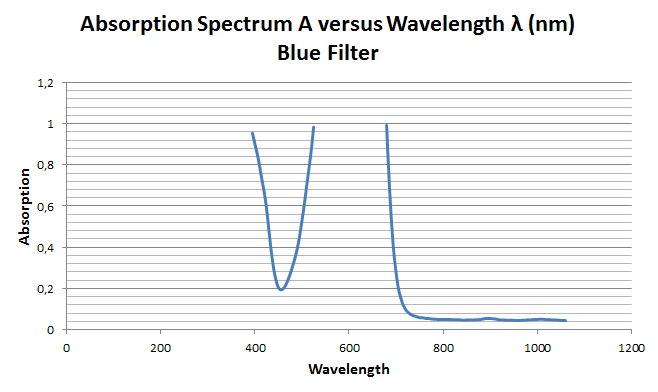 Absorption Spectrum A versus Wavelength λ (nm)
Blue Filter
1,2
1
0,8
0,6
0,4
0,2
0
Absorption
0 200 400 600 800 1000 1200
Wavelength